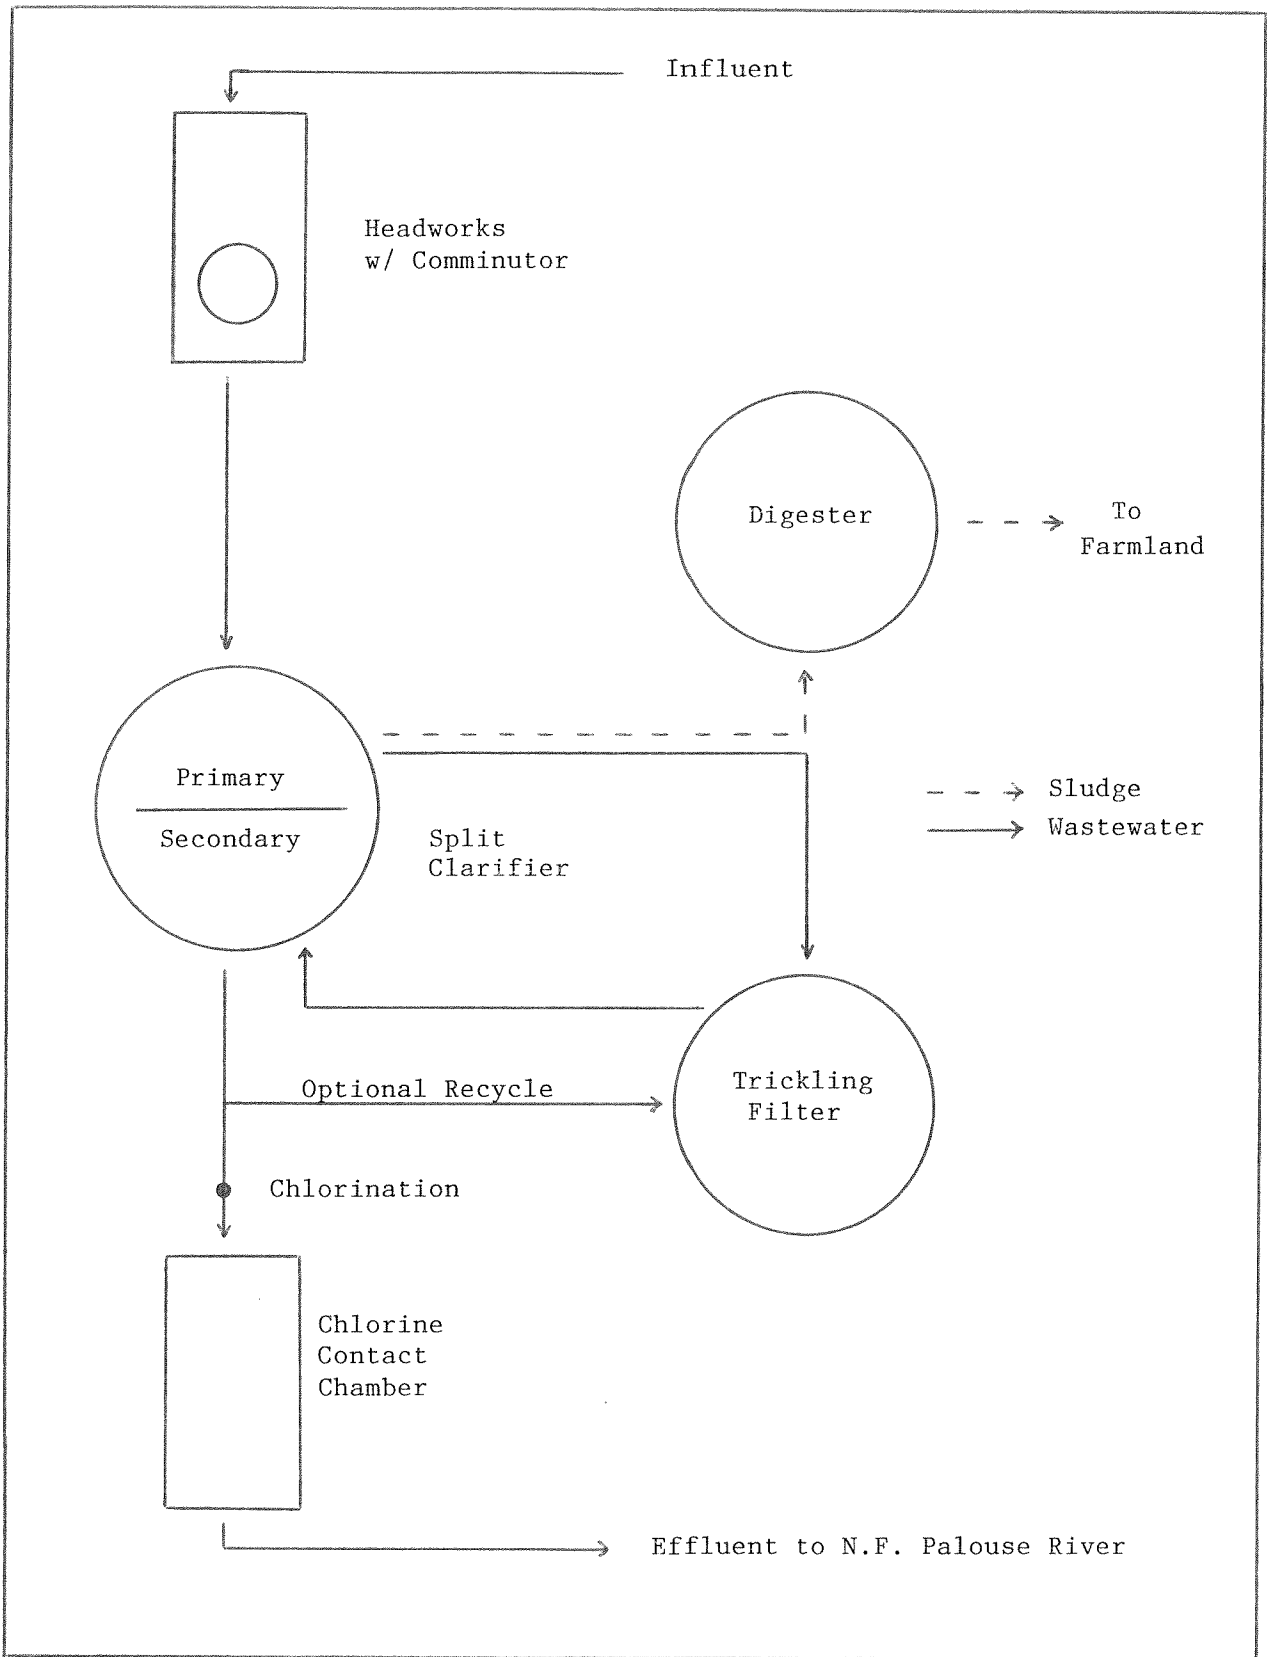 Influent
Headworks
w/ Comminutor
Digester
To
Farmland
Primary
Secondary
Split
Clarifier
Sludge
Wastewater
Optional Recycle
Trickling
Filter
Chlorination
Chlorine
Contact
Chamber
Effluent to N.F. Palouse River